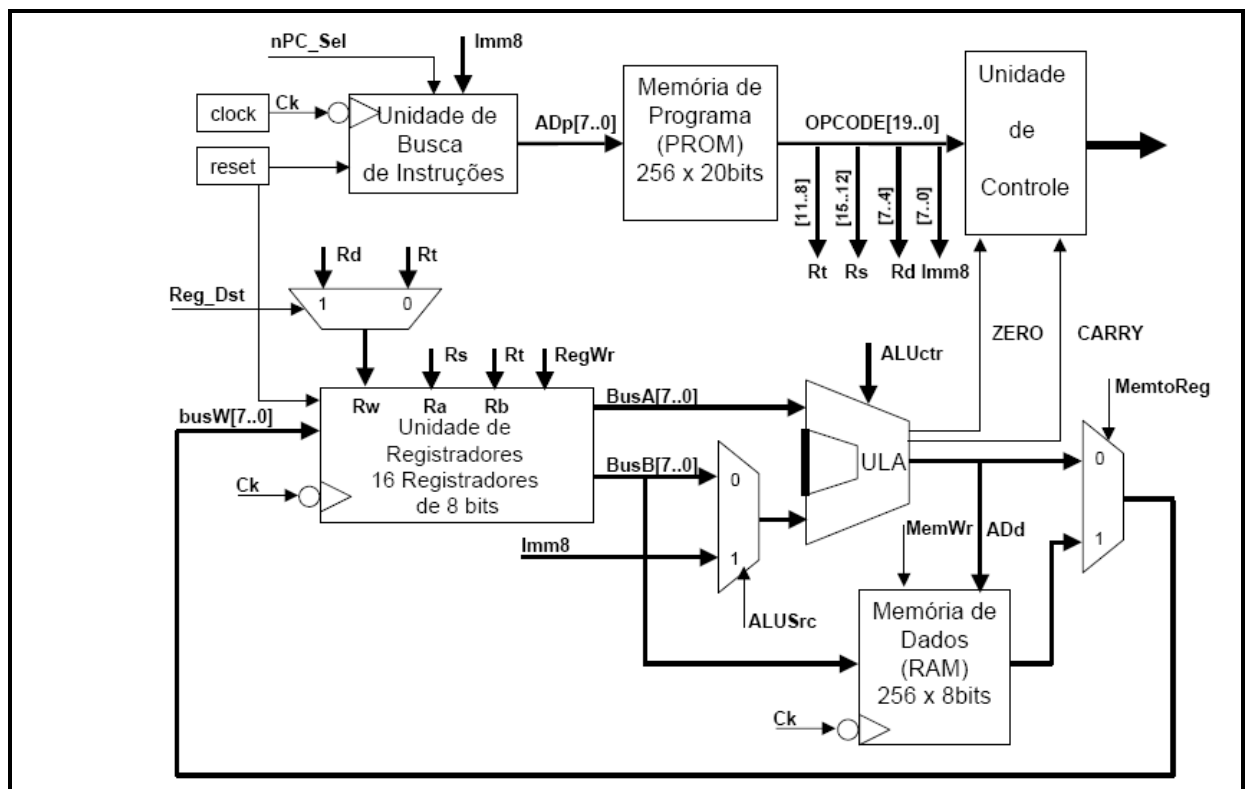 nPC_Sel
Imm8
clock
Ck
reset
Unidade de
Busca
de Instruções
ADp[7..0]
Memória de
Programa
(PROM)
256 x 20bits
OPCODE[19..0]
Unidade
de
Controle
[11..8]
[15..12]
[7..4]
[7..0]
Rt
Rs
Rd
Imm8
Rd
Rt
Reg_Dst
1
0
ZERO
CARRY
Rs
Rt
RegWr
ALUctr
MemtoReg
busW[7..0]
Rw
Ra
Rb
Unidade de
Registradores
16 Registradores
de 8 bits
Ck
BusA[7..0]
BusB[7..0]
0
1
Imm8
ALUSrc
ULA
MemWr
ADd
0
1
Memória de
Dados
(RAM)
256 x 8bits
Ck